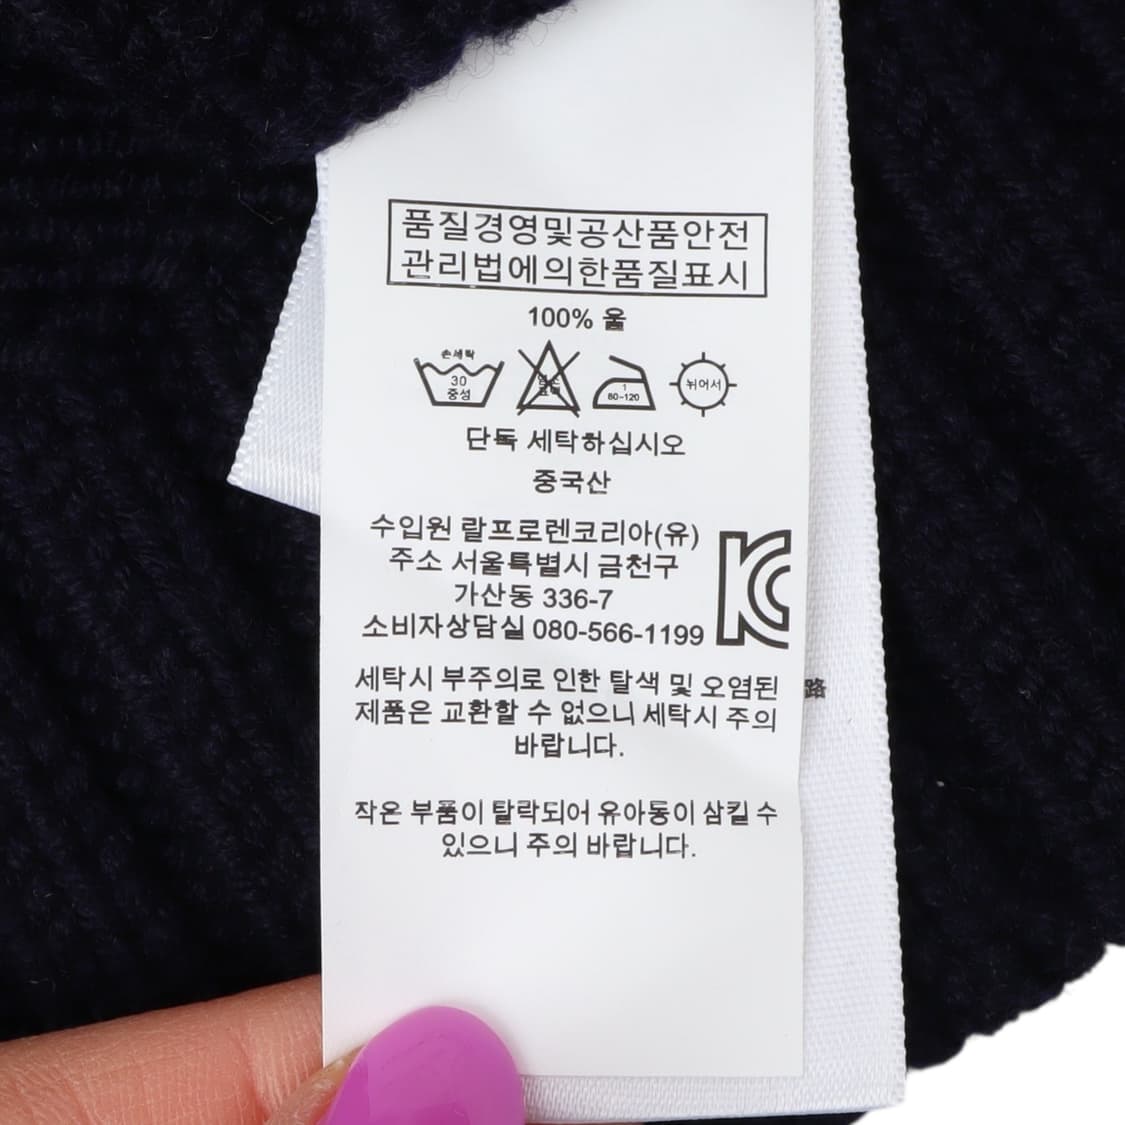 품질경영및공산품안전
관리법에의한품질표시
100% 울
손세탁
30
중성
1
80-120
뉘어서
단독 세탁하십시오
중국산
수입원 랄프로렌코리아(유)
주소 서울특별시 금천구
가산동 336-7
소비자상담실 080-566-1199
KC
세탁시 부주의로 인한 탈색 및 오염된
제품은 교환할 수 없으니 세탁시 주의
바랍니다.
路
작은 부품이 탈락되어 유아동이 삼킬 수
있으니 주의 바랍니다.